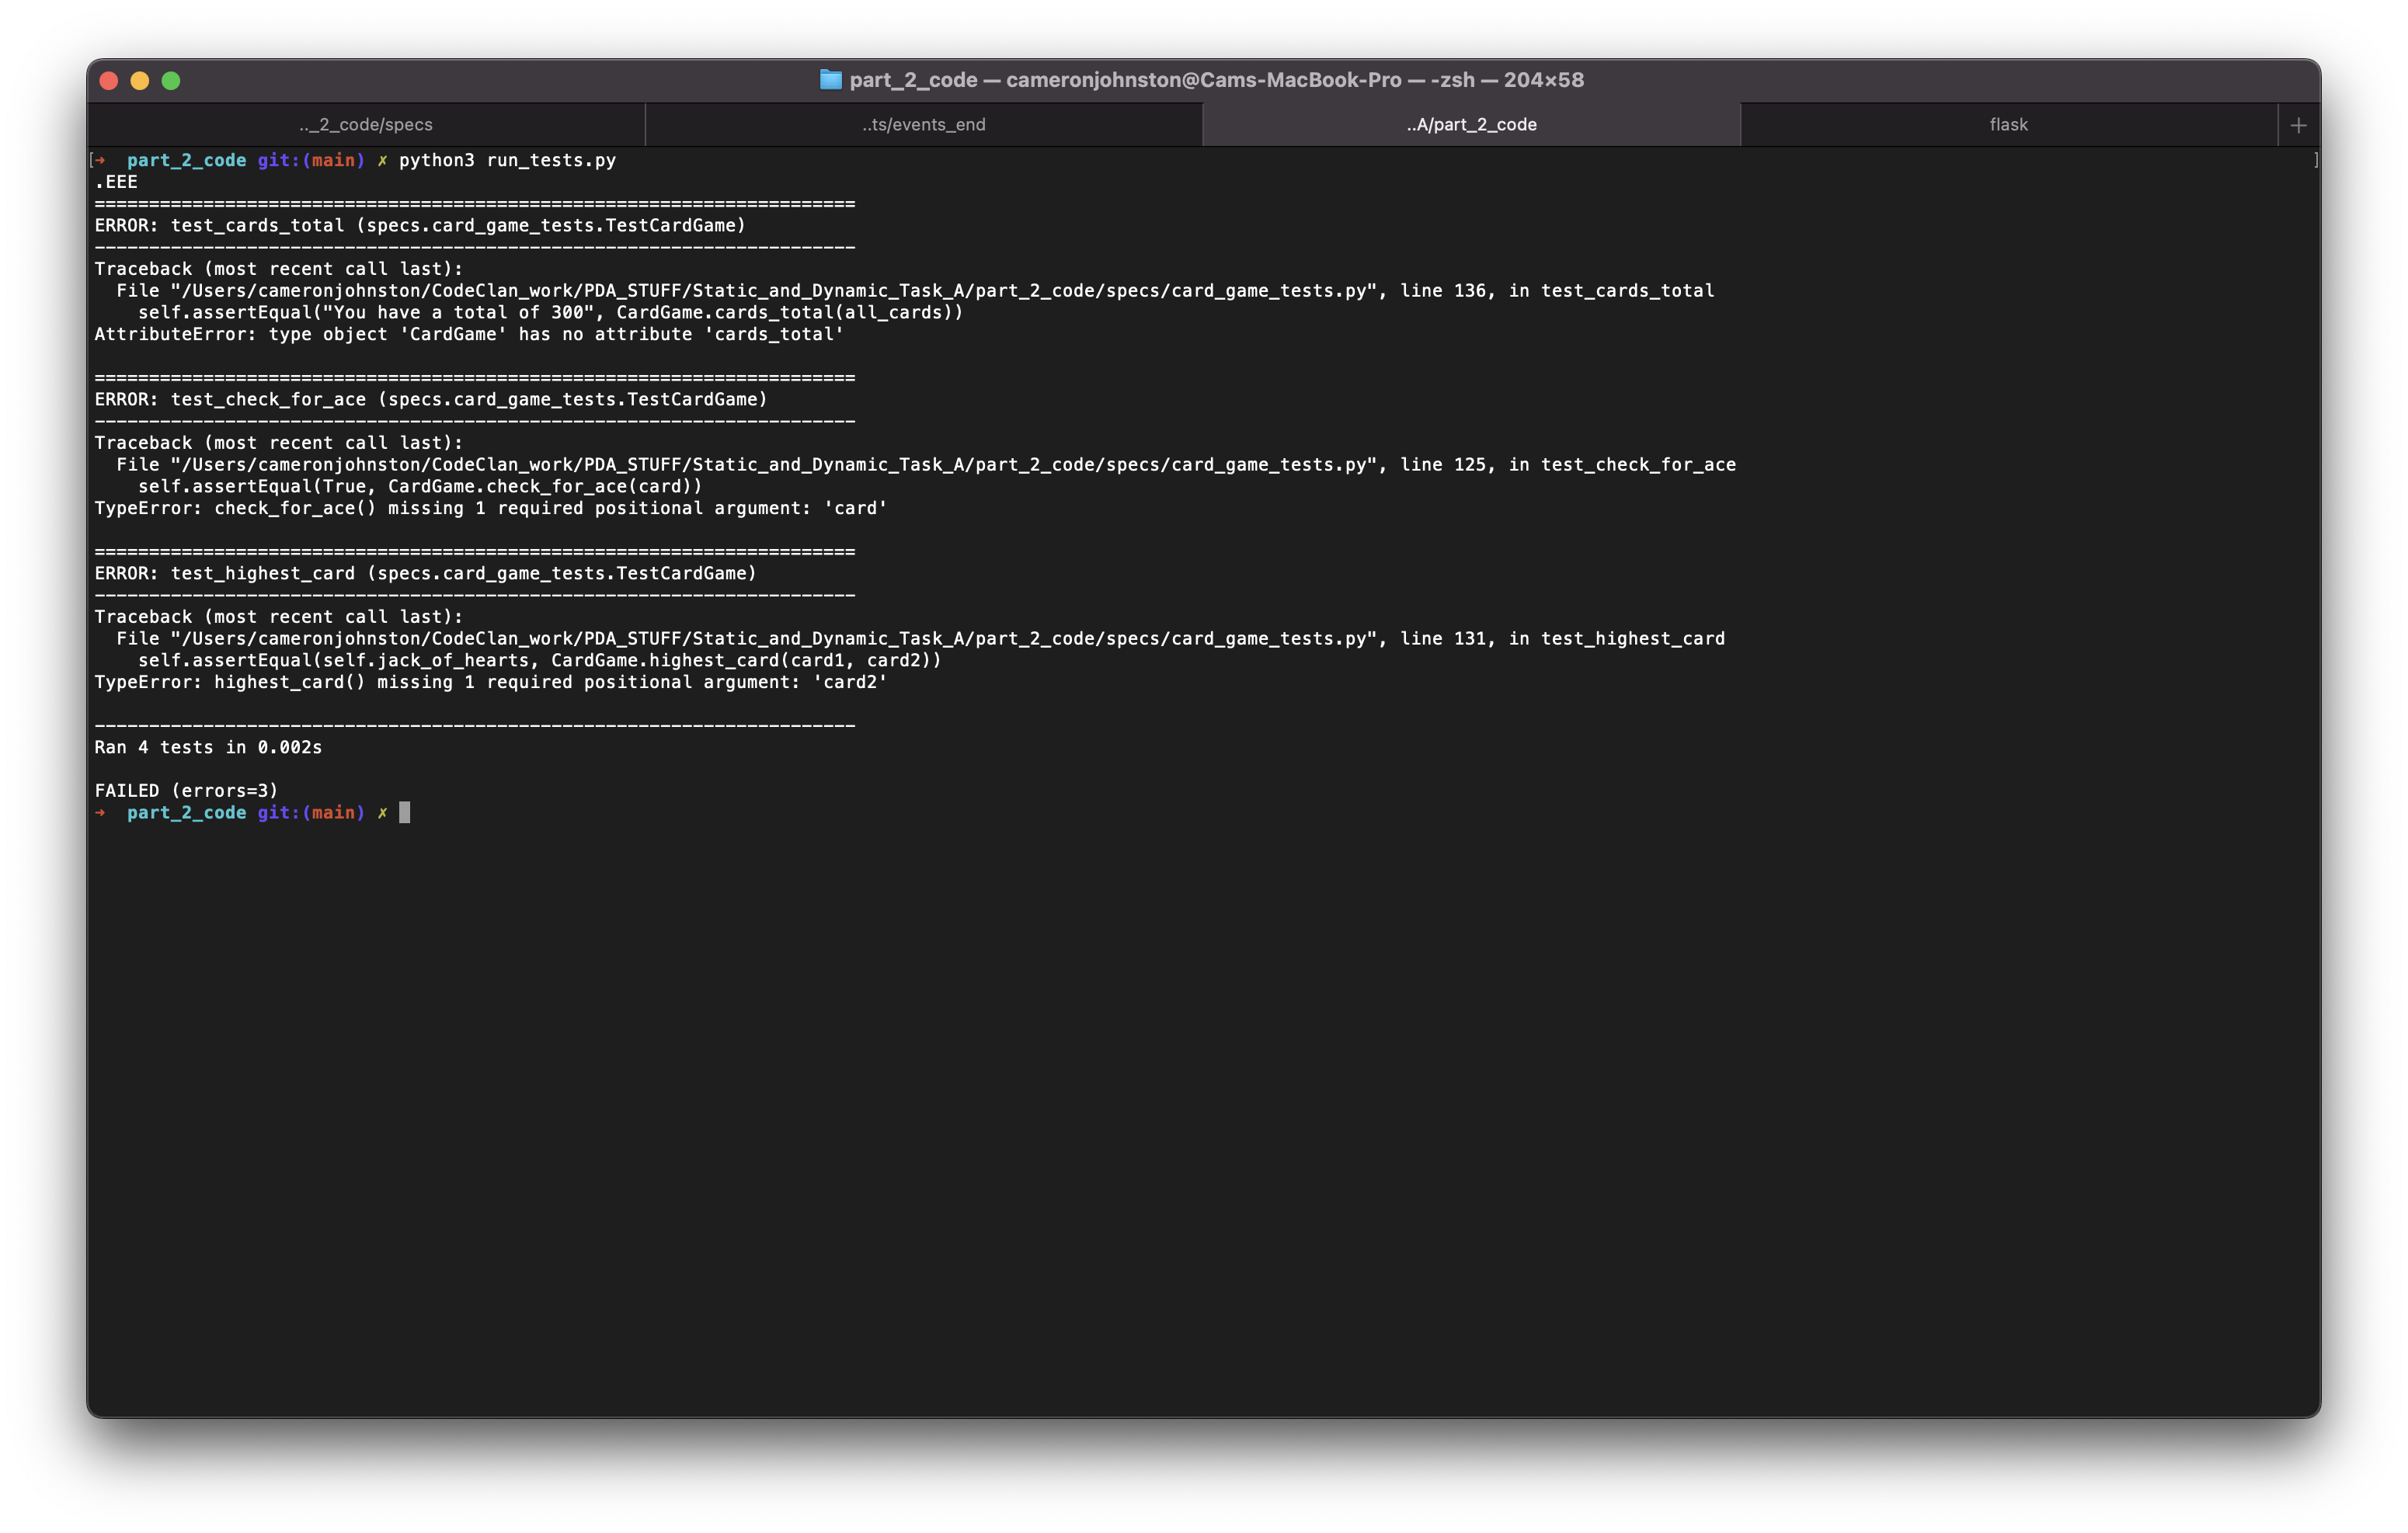 part_2_code — cameronjohnston@Cams-MacBook-Pro — -zsh — 204×58
.._2_code/specs ..ts/events_end ..A/part_2_code flask +
[➜  part_2_code git:(main) ✗ python3 run_tests.py ]
.EEE
======================================================================
ERROR: test_cards_total (specs.card_game_tests.TestCardGame)
----------------------------------------------------------------------
Traceback (most recent call last):
  File "/Users/cameronjohnston/CodeClan_work/PDA_STUFF/Static_and_Dynamic_Task_A/part_2_code/specs/card_game_tests.py", line 136, in test_cards_total
    self.assertEqual("You have a total of 300", CardGame.cards_total(all_cards))
AttributeError: type object 'CardGame' has no attribute 'cards_total'

======================================================================
ERROR: test_check_for_ace (specs.card_game_tests.TestCardGame)
----------------------------------------------------------------------
Traceback (most recent call last):
  File "/Users/cameronjohnston/CodeClan_work/PDA_STUFF/Static_and_Dynamic_Task_A/part_2_code/specs/card_game_tests.py", line 125, in test_check_for_ace
    self.assertEqual(True, CardGame.check_for_ace(card))
TypeError: check_for_ace() missing 1 required positional argument: 'card'

======================================================================
ERROR: test_highest_card (specs.card_game_tests.TestCardGame)
----------------------------------------------------------------------
Traceback (most recent call last):
  File "/Users/cameronjohnston/CodeClan_work/PDA_STUFF/Static_and_Dynamic_Task_A/part_2_code/specs/card_game_tests.py", line 131, in test_highest_card
    self.assertEqual(self.jack_of_hearts, CardGame.highest_card(card1, card2))
TypeError: highest_card() missing 1 required positional argument: 'card2'

----------------------------------------------------------------------
Ran 4 tests in 0.002s

FAILED (errors=3)
➜  part_2_code git:(main) ✗